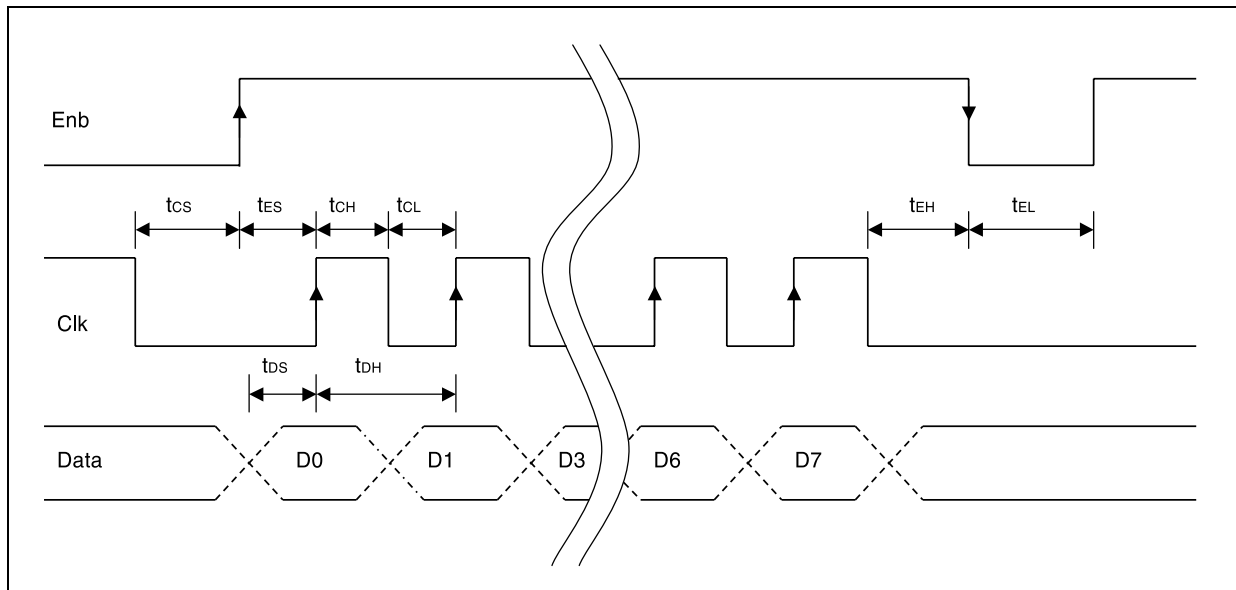 Enb
tCS tES tCH tCL tEH tEL
Clk
tDS tDH
Data D0 D1 D3 D6 D7